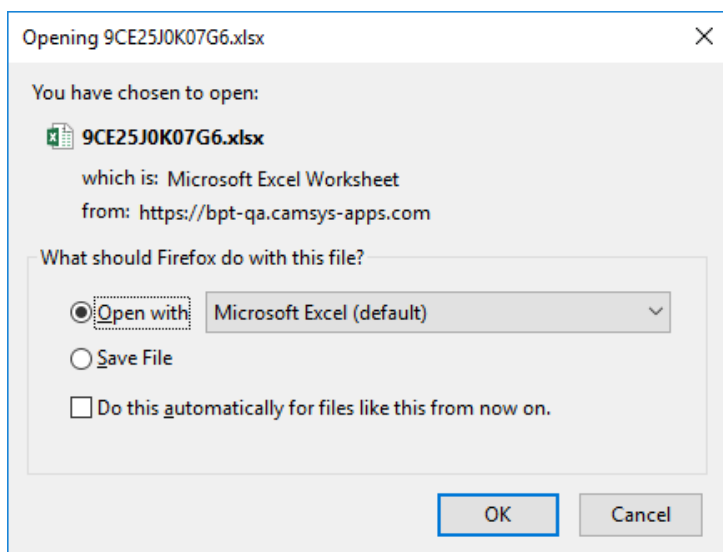 Opening 9CE25J0K07G6.xlsx
You have chosen to open:
9CE25J0K07G6.xlsx
which is: Microsoft Excel Worksheet
from: https://bpt-qa.camsys-apps.com
What should Firefox do with this file?
Open with Microsoft Excel (default)
Save File
Do this automatically for files like this from now on.
OK Cancel